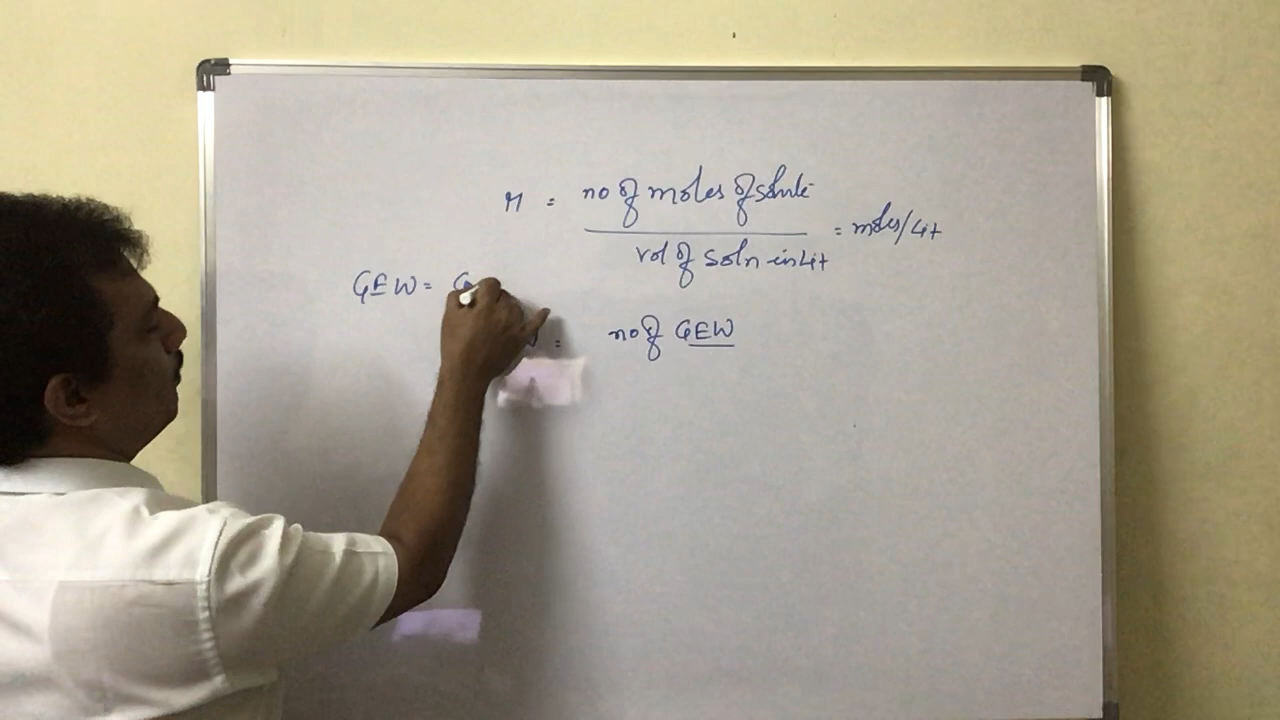 M = no of moles of solute
vol of soln in Lit
= moles/Lit
GEW =
= no of GEW